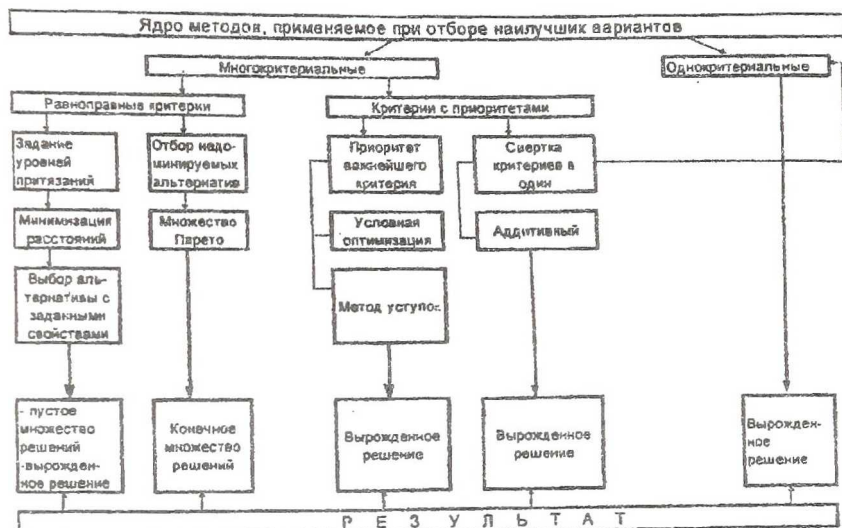 Ядро методов, применяемое при отборе наилучших вариантов
Многокритериальные
Однокритериальные
Равноправные критерки
Критерии с приоритетами
Задание
уровней
притязаний
Отбор недо-
минируемых
альтернатив
Приоритет
важнейшего
критерия
Свертка
критериев в
один
Минимизация
расстояний
Множество
Парето
Условная
оптимизация
Аддитивный
Выбор аль-
тернативы с
заданными
свойствами
Метод уступок
- пустое
множество
решений
-вырожден-
ное решение
Конечное
множество
решений
Вырожденное
решение
Вырожденное
решение
Вырожден-
ное
решение
Р Е З У Л Ь Т А Т